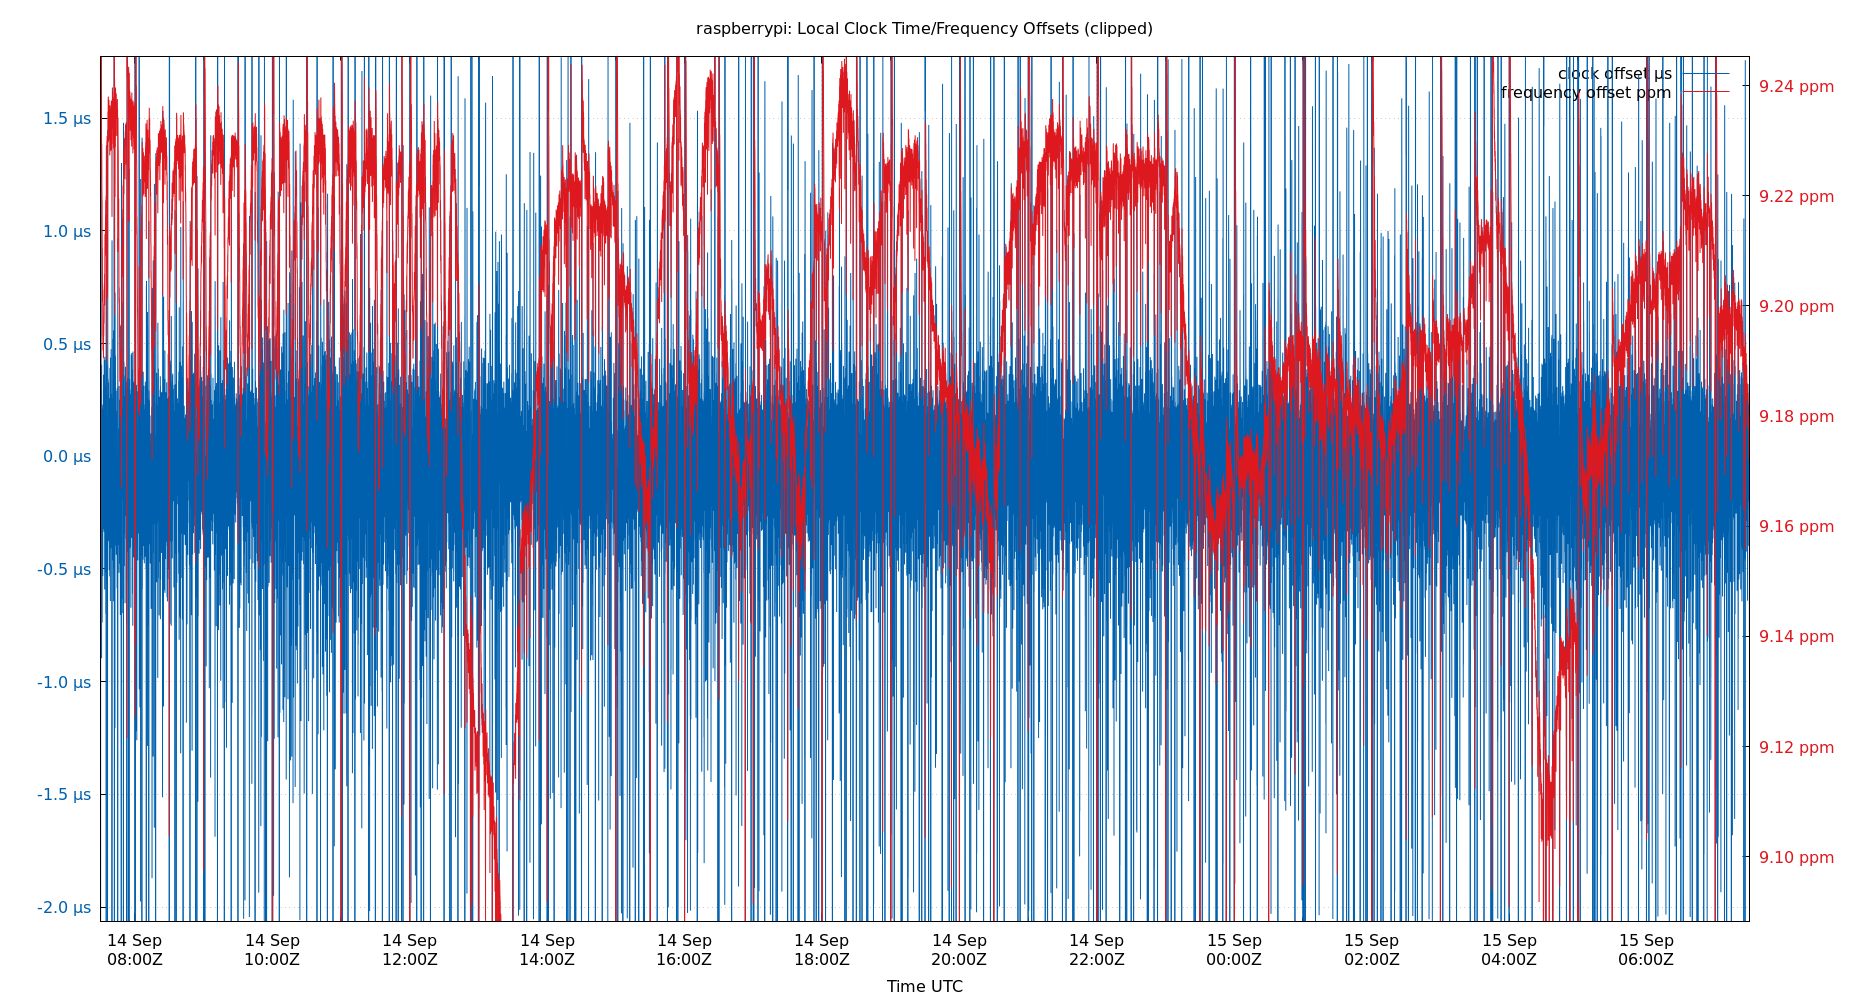 raspberrypi: Local Clock Time/Frequency Offsets (clipped)
clock offset µs
frequency offset ppm
1.5 µs
1.0 µs
0.5 µs
0.0 µs
-0.5 µs
-1.0 µs
-1.5 µs
-2.0 µs
9.24 ppm
9.22 ppm
9.20 ppm
9.18 ppm
9.16 ppm
9.14 ppm
9.12 ppm
9.10 ppm
14 Sep 14 Sep 14 Sep 14 Sep 14 Sep 14 Sep 14 Sep 14 Sep 15 Sep 15 Sep 15 Sep 15 Sep
08:00Z 10:00Z 12:00Z 14:00Z 16:00Z 18:00Z 20:00Z 22:00Z 00:00Z 02:00Z 04:00Z 06:00Z
Time UTC